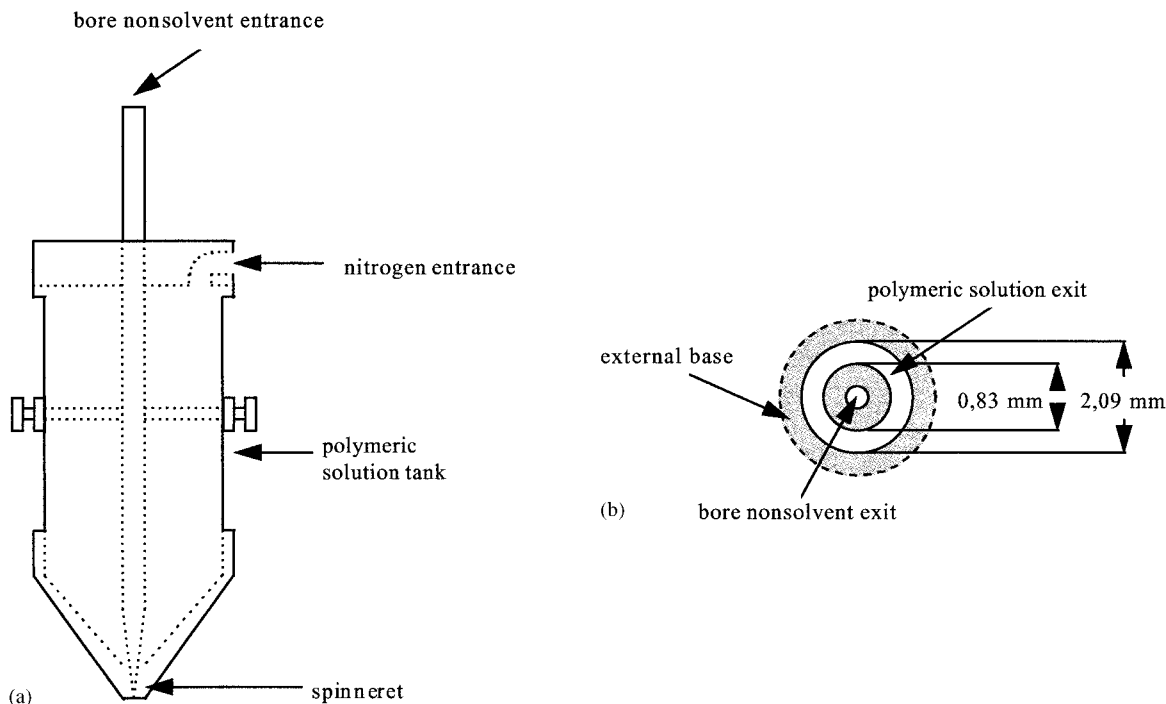 bore nonsolvent entrance
nitrogen entrance
polymeric
solution tank
spinneret
(a)
polymeric solution exit
external base
0,83 mm
2,09 mm
bore nonsolvent exit
(b)